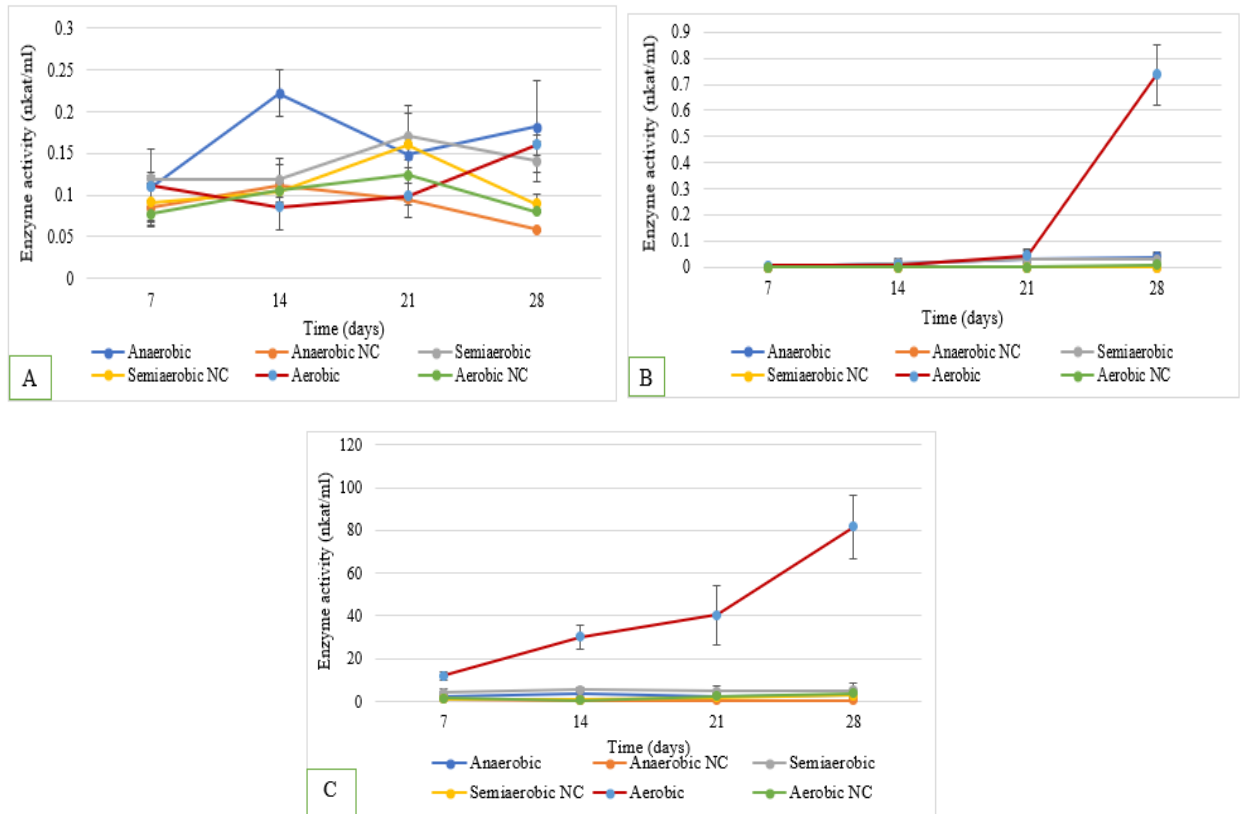 0.3
0.25
0.2
0.15
0.1
0.05
0
Enzyme activity (nkat/ml)
7 14 21 28
Time (days)
Anaerobic Anaerobic NC Semiaerobic
Semiaerobic NC Aerobic Aerobic NC
A
0.9
0.8
0.7
0.6
0.5
0.4
0.3
0.2
0.1
0
Enzyme activity (nkat/ml)
7 14 21 28
Time (days)
Anaerobic Anaerobic NC Semiaerobic
Semiaerobic NC Aerobic Aerobic NC
B
120
100
80
60
40
20
0
Enzyme activity (nkat/ml)
7 14 21 28
Time (days)
Anaerobic Anaerobic NC Semiaerobic
Semiaerobic NC Aerobic Aerobic NC
C